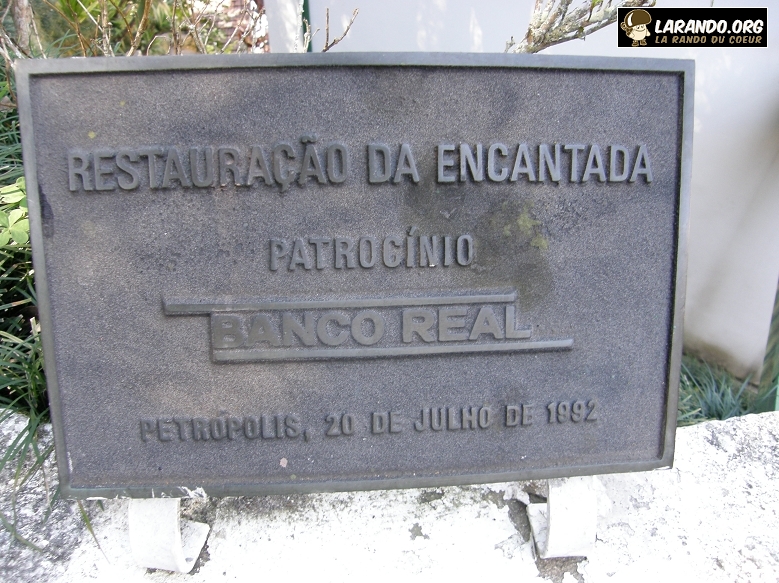 LARANDO.ORG
LA RANDO DU COEUR
RESTAURAÇÃO DA ENCANTADA
PATROCÍNIO
BANCO REAL
PETRÓPOLIS, 20 DE JULHO DE 1992